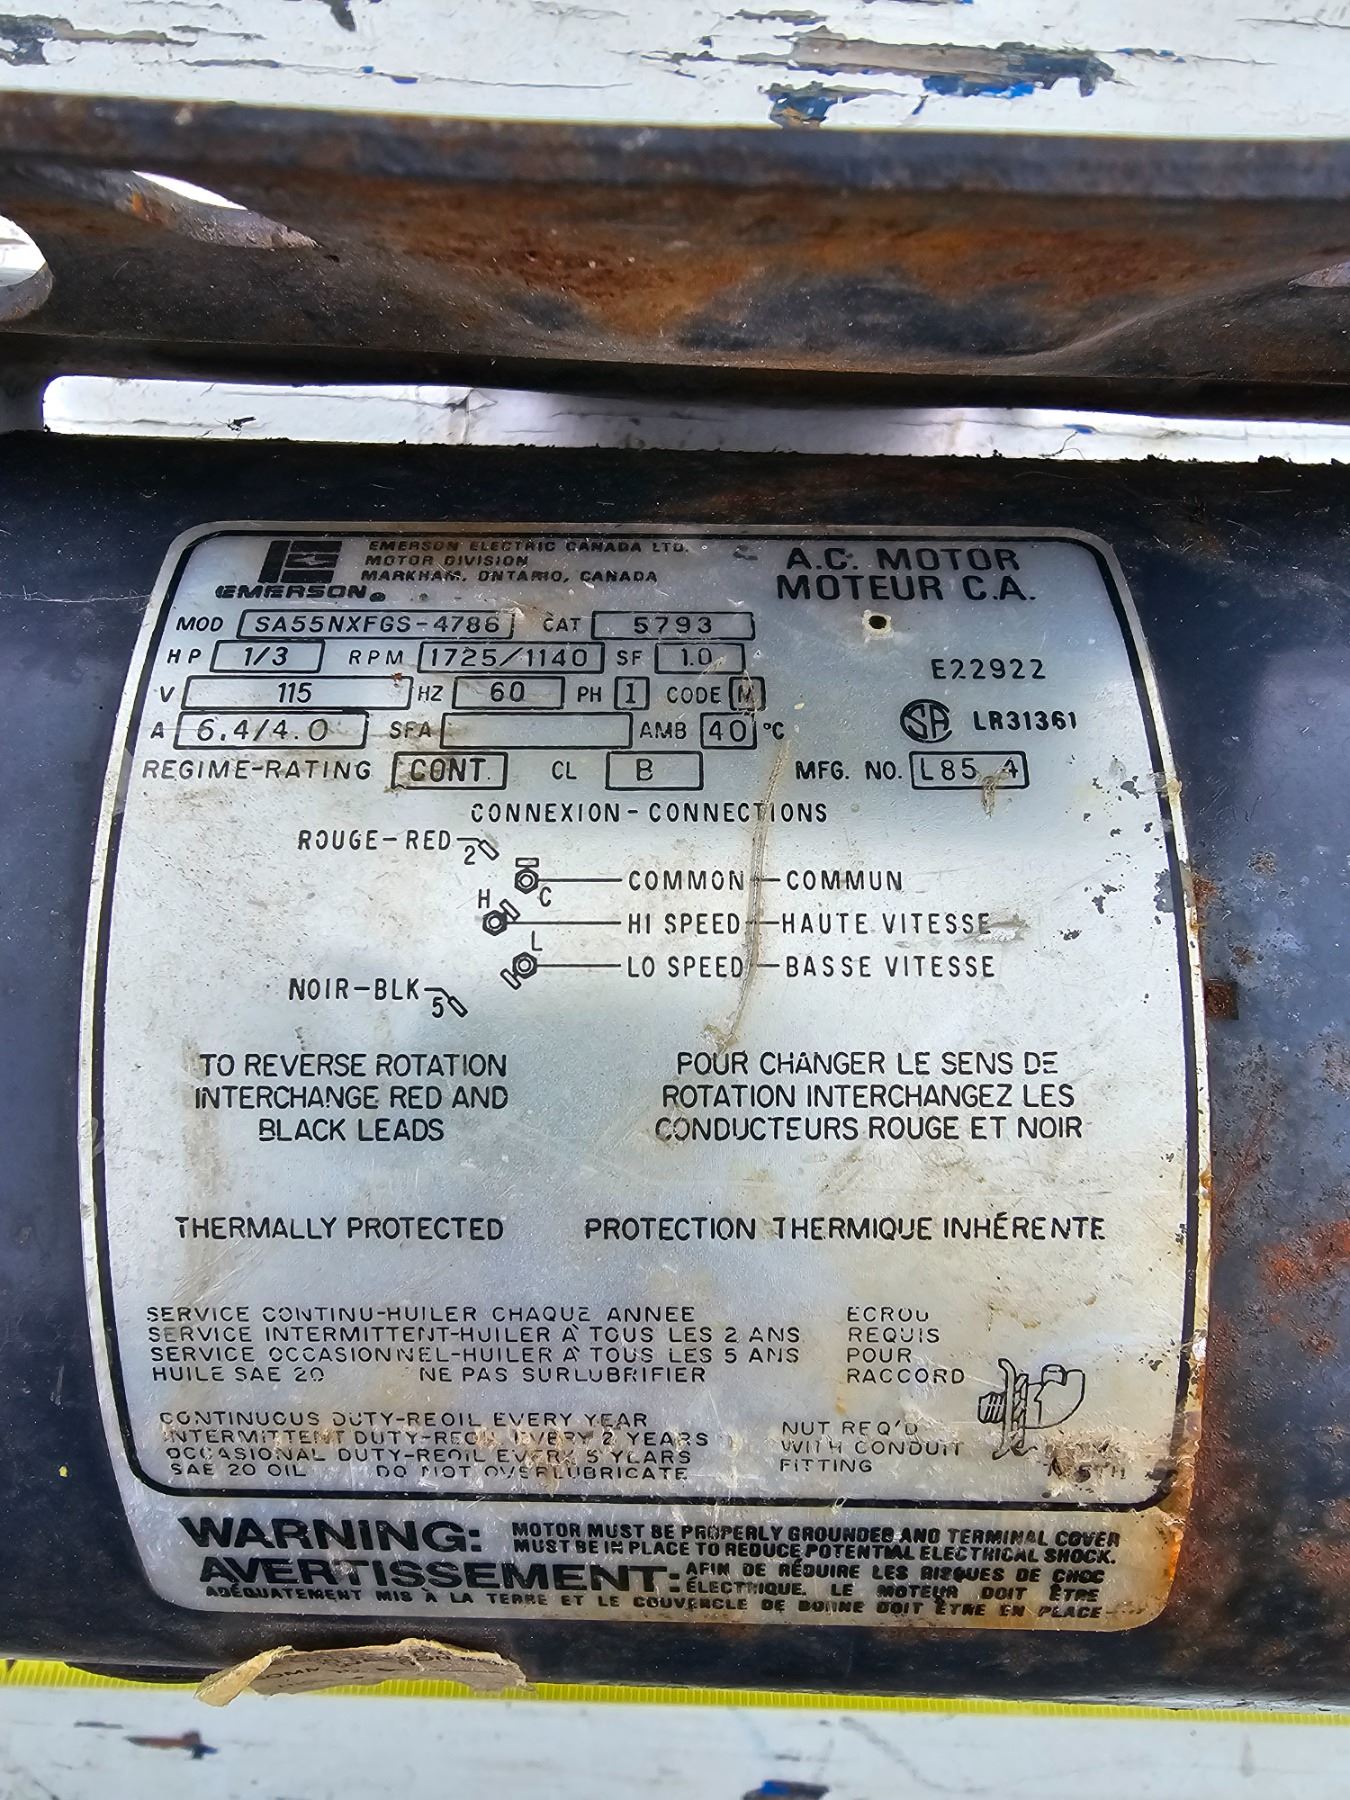 EMERSON ELECTRIC CANADA LTD.
MOTOR DIVISION
MARKHAM, ONTARIO, CANADA
EMERSON
A.C. MOTOR
MOTEUR C.A.
MOD SA55NXFGS-4786 CAT 5793
HP 1/3 RPM 1725/1140 SF 1.0
E22922
V 115 HZ 60 PH 1 CODE M
A 6.4/4.0 SFA AMB 40 °C
LR31361
REGIME-RATING CONT. CL B MFG. NO. L85 4
CONNEXION-CONNECTIONS
ROUGE-RED 2
C COMMON-COMMUN
H HI SPEED-HAUTE VITESSE
L LO SPEED-BASSE VITESSE
NOIR-BLK 5
TO REVERSE ROTATION
INTERCHANGE RED AND
BLACK LEADS
POUR CHANGER LE SENS DE
ROTATION INTERCHANGEZ LES
CONDUCTEURS ROUGE ET NOIR
THERMALLY PROTECTED PROTECTION THERMIQUE INHÉRENTE
SERVICE CONTINU-HUILER CHAQUE ANNEE
SERVICE INTERMITTENT-HUILER À TOUS LES 2 ANS
SERVICE OCCASIONNEL-HUILER À TOUS LES 5 ANS
HUILE SAE 20 NE PAS SURLUBRIFIER
ECROU
REQUIS
POUR
RACCORD
CONTINUOUS DUTY-REOIL EVERY YEAR
INTERMITTENT DUTY-REOIL EVERY 2 YEARS
OCCASIONAL DUTY-REOIL EVERY 5 YEARS
SAE 20 OIL DO NOT OVERLUBRICATE
NUT REQ'D
WITH CONDUIT
FITTING
WARNING: MOTOR MUST BE PROPERLY GROUNDED AND TERMINAL COVER
MUST BE IN PLACE TO REDUCE POTENTIAL ELECTRICAL SHOCK.
AVERTISSEMENT: AFIN DE RÉDUIRE LES RISQUES DE CHOC
ÉLECTRIQUE, LE MOTEUR DOIT ÊTRE
ADÉQUATEMENT MIS À LA TERRE ET LE COUVERCLE DE BORNE DOIT ÊTRE EN PLACE